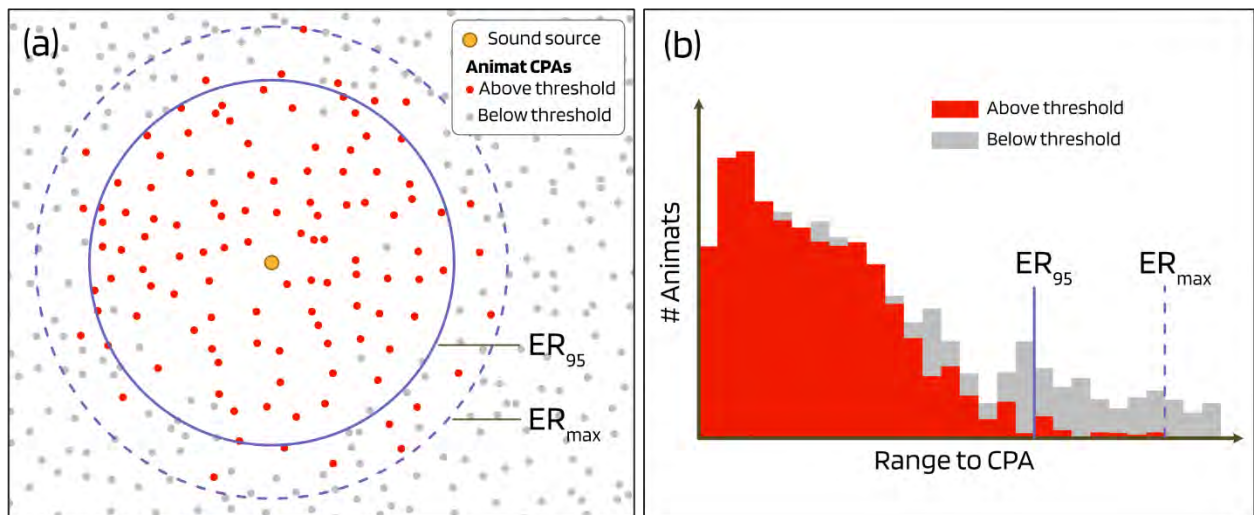 (a)
Sound source
Animat CPAs
Above threshold
Below threshold
ER95
ERmax
(b)
Above threshold
Below threshold
# Animats
ER95
ERmax
Range to CPA